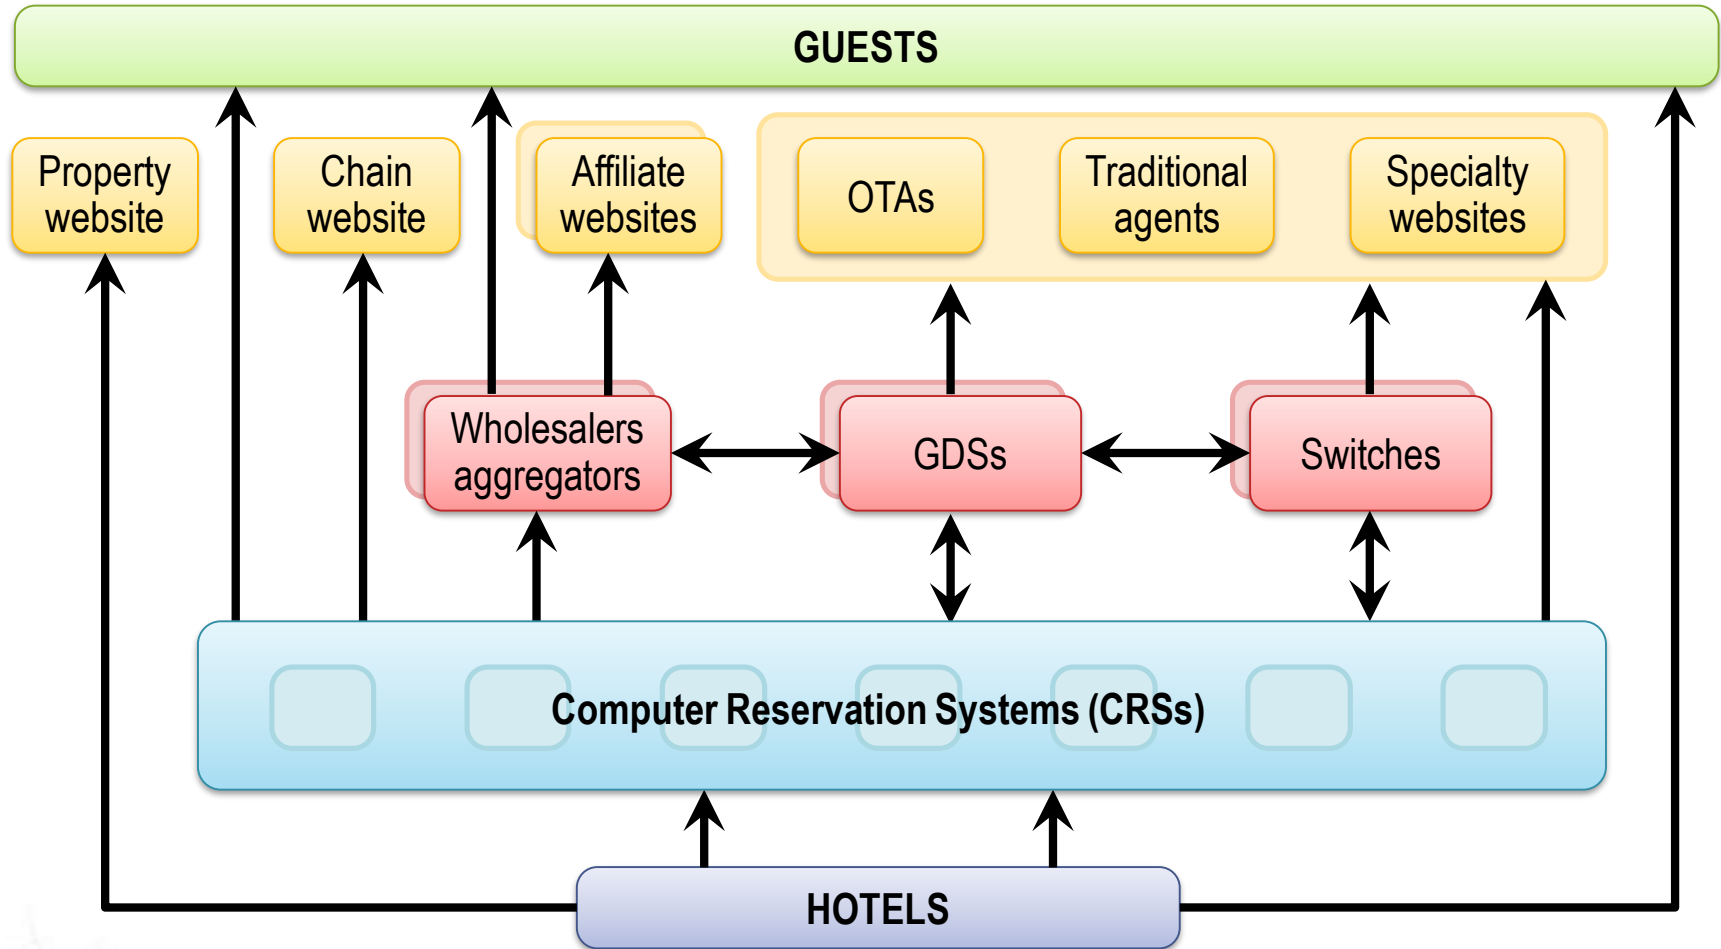 GUESTS
Property
website
Chain
website
Affiliate
websites
OTAs
Traditional
agents
Specialty
websites
Wholesalers
aggregators
GDSs
Switches
Computer Reservation Systems (CRSs)
HOTELS